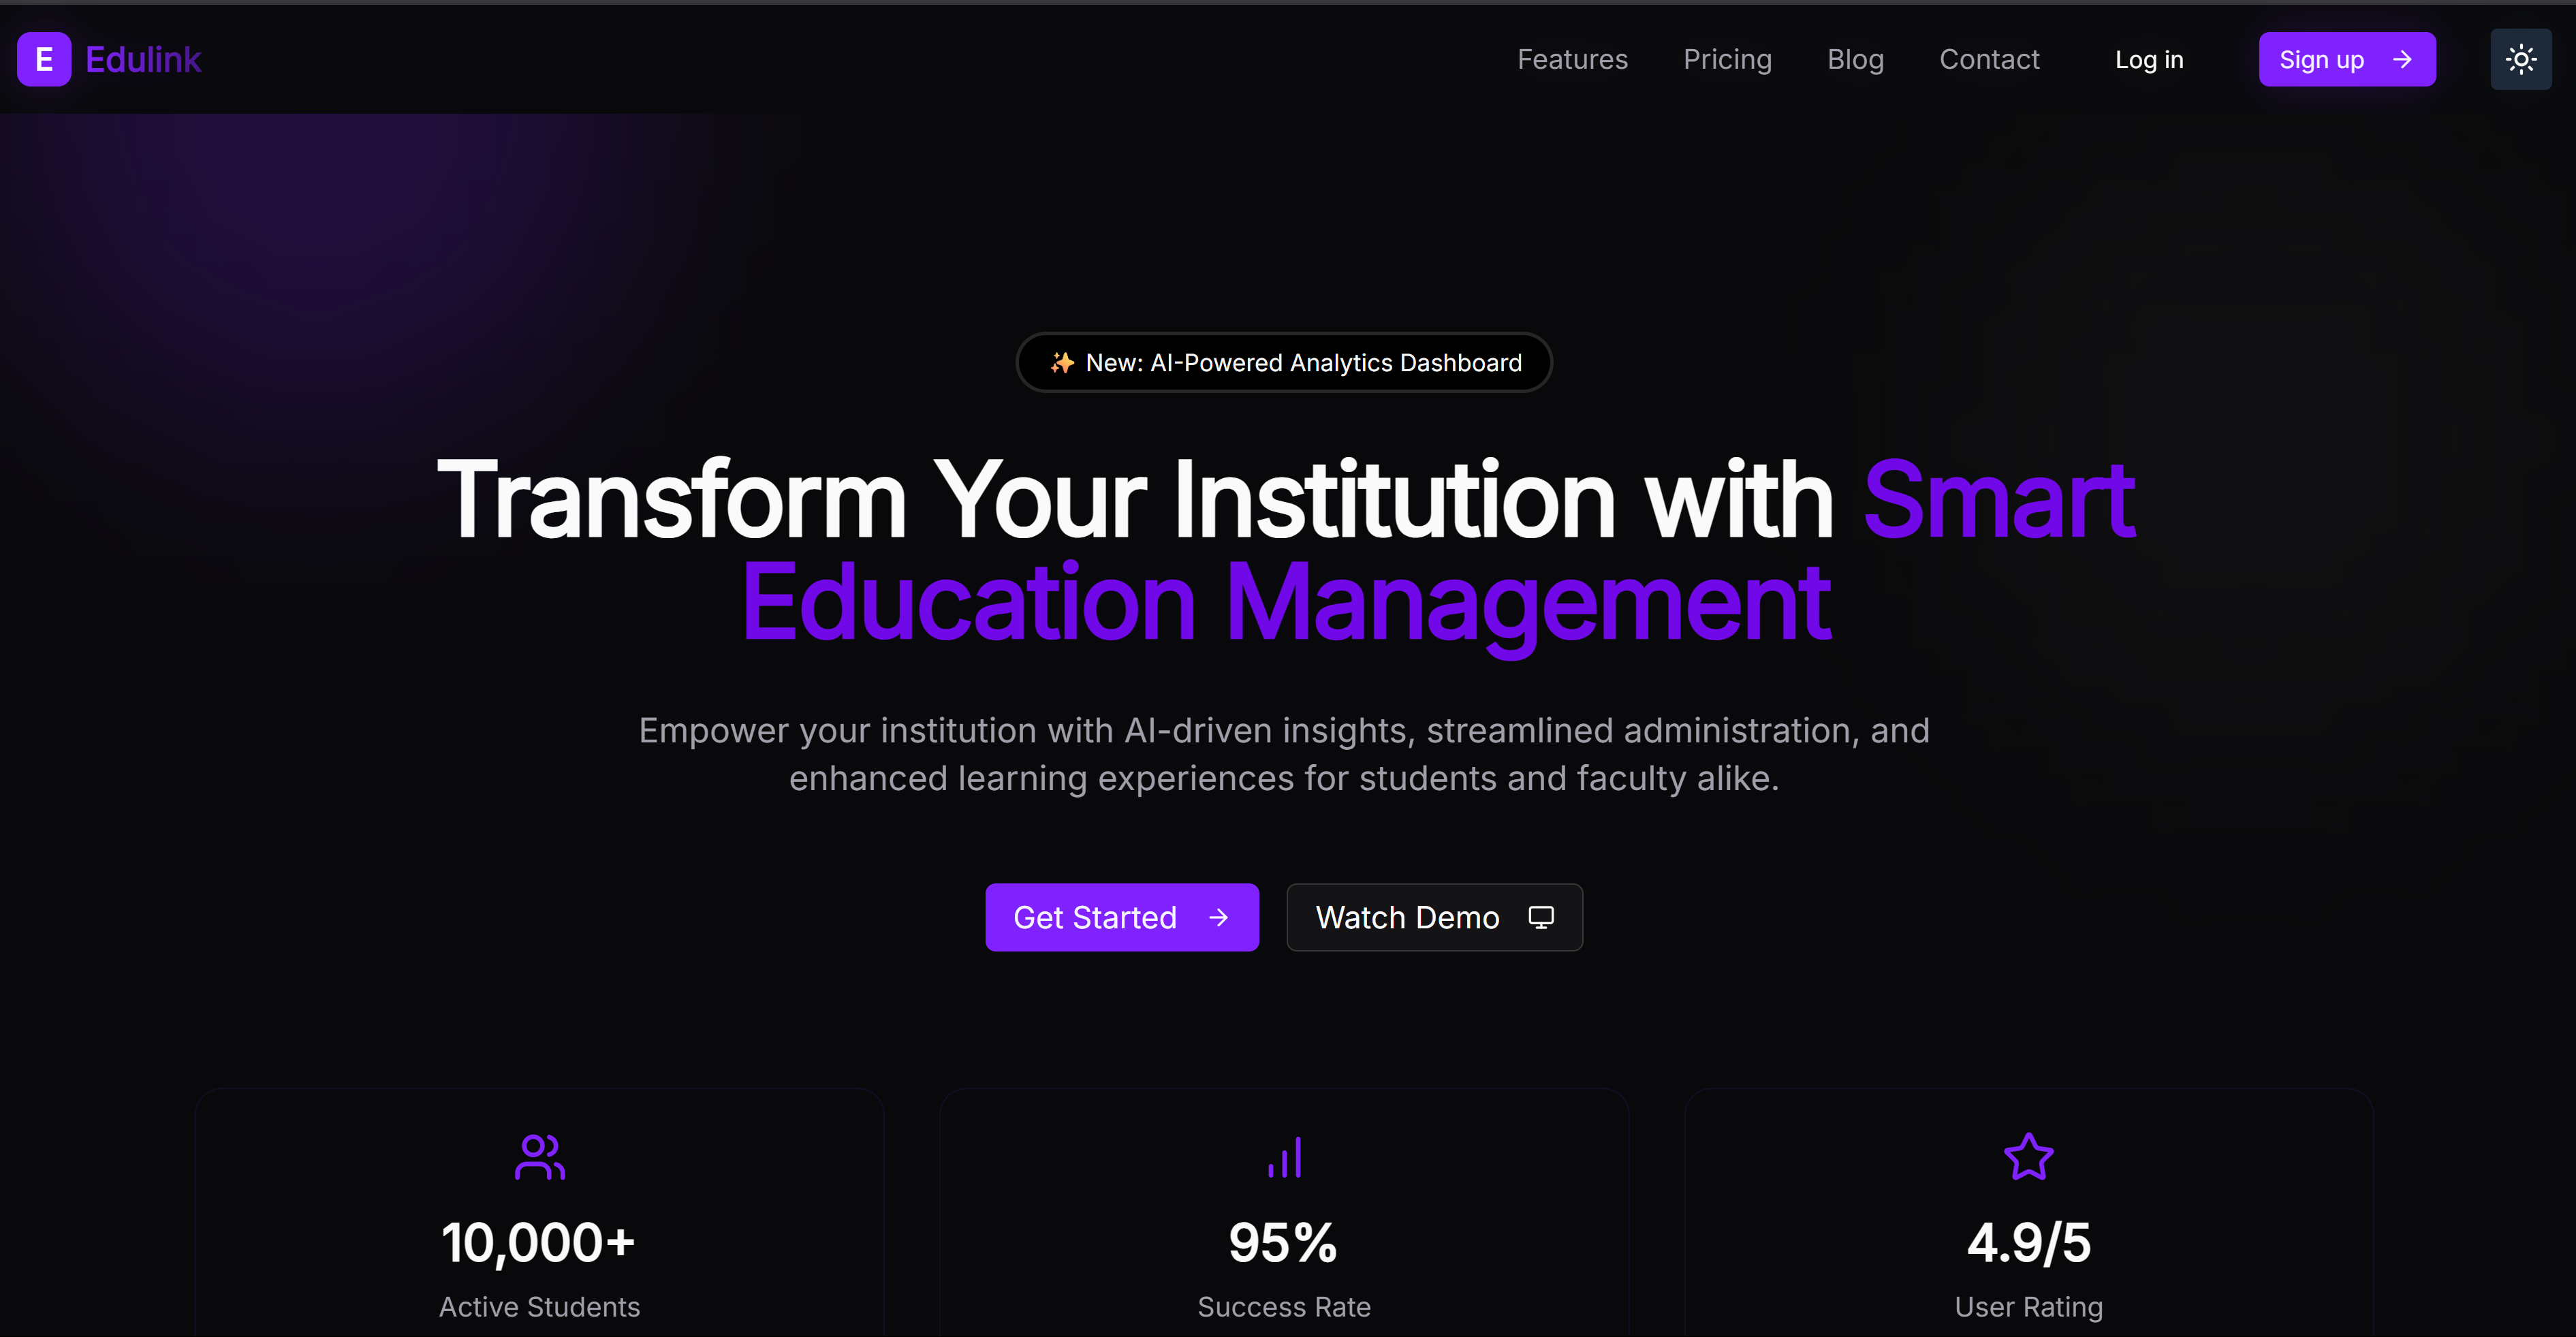 E Edulink
Features Pricing Blog Contact Log in Sign up
✨ New: AI-Powered Analytics Dashboard
Transform Your Institution with Smart
Education Management
Empower your institution with AI-driven insights, streamlined administration, and
enhanced learning experiences for students and faculty alike.
Get Started Watch Demo
10,000+
Active Students
95%
Success Rate
4.9/5
User Rating